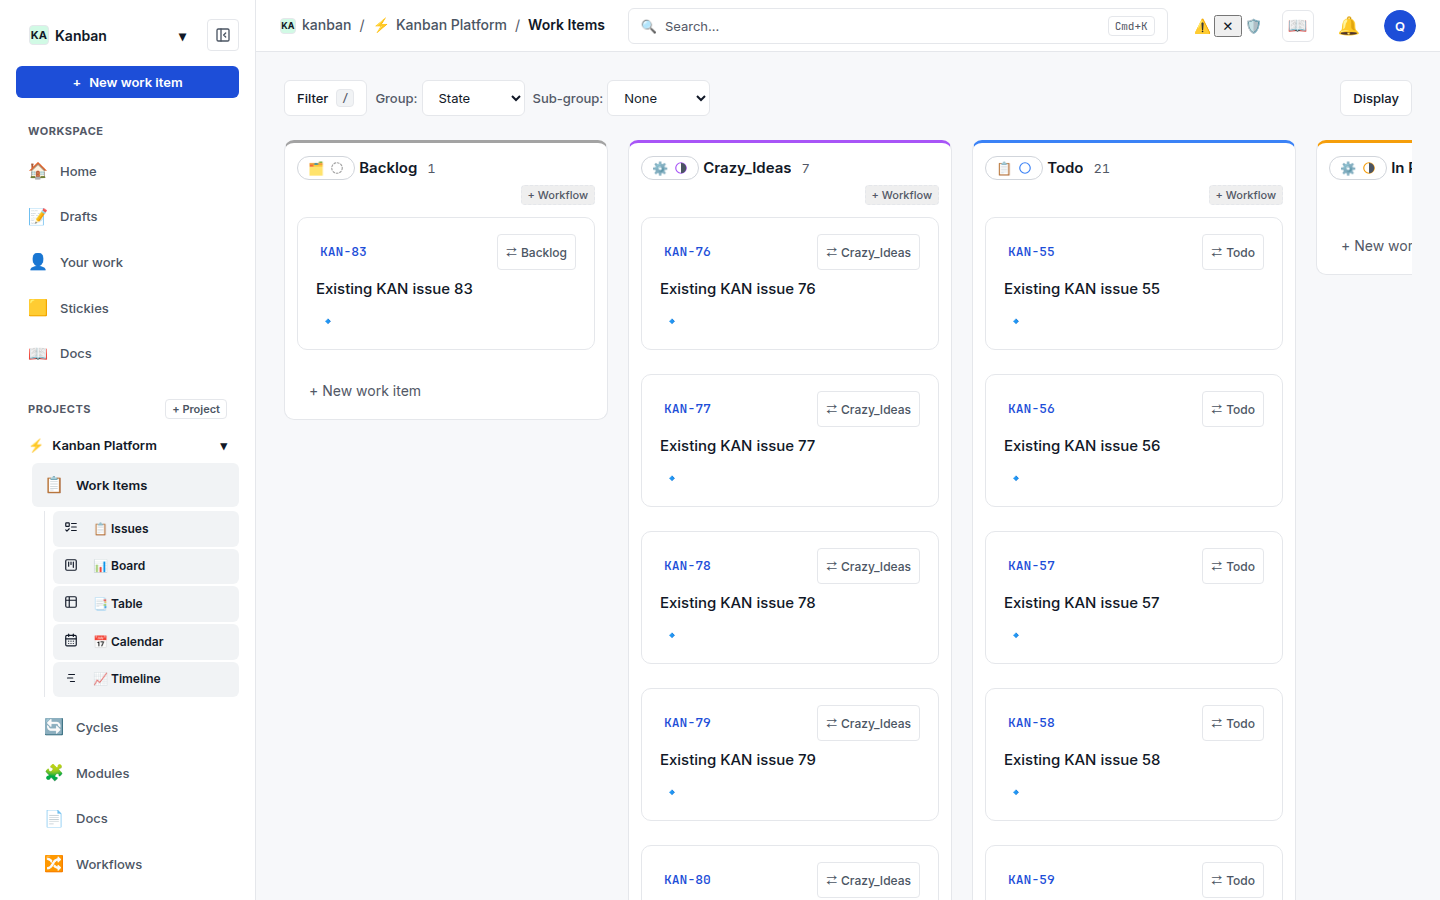 KA Kanban ▼
+ New work item
WORKSPACE
Home
Drafts
Your work
Stickies
Docs
PROJECTS
+ Project
Kanban Platform ▼
Work Items
Issues
Board
Table
Calendar
Timeline
Cycles
Modules
Docs
Workflows
KA kanban / Kanban Platform / Work Items
Search...
Cmd+K
Q
Filter /
Group: State
Sub-group: None
Display
Backlog 1
+ Workflow
KAN-83
Backlog
Existing KAN issue 83
+ New work item
Crazy_Ideas 7
+ Workflow
KAN-76
Crazy_Ideas
Existing KAN issue 76
KAN-77
Crazy_Ideas
Existing KAN issue 77
KAN-78
Crazy_Ideas
Existing KAN issue 78
KAN-79
Crazy_Ideas
Existing KAN issue 79
KAN-80
Crazy_Ideas
Todo 21
+ Workflow
KAN-55
Todo
Existing KAN issue 55
KAN-56
Todo
Existing KAN issue 56
KAN-57
Todo
Existing KAN issue 57
KAN-58
Todo
Existing KAN issue 58
KAN-59
Todo
In
+ New